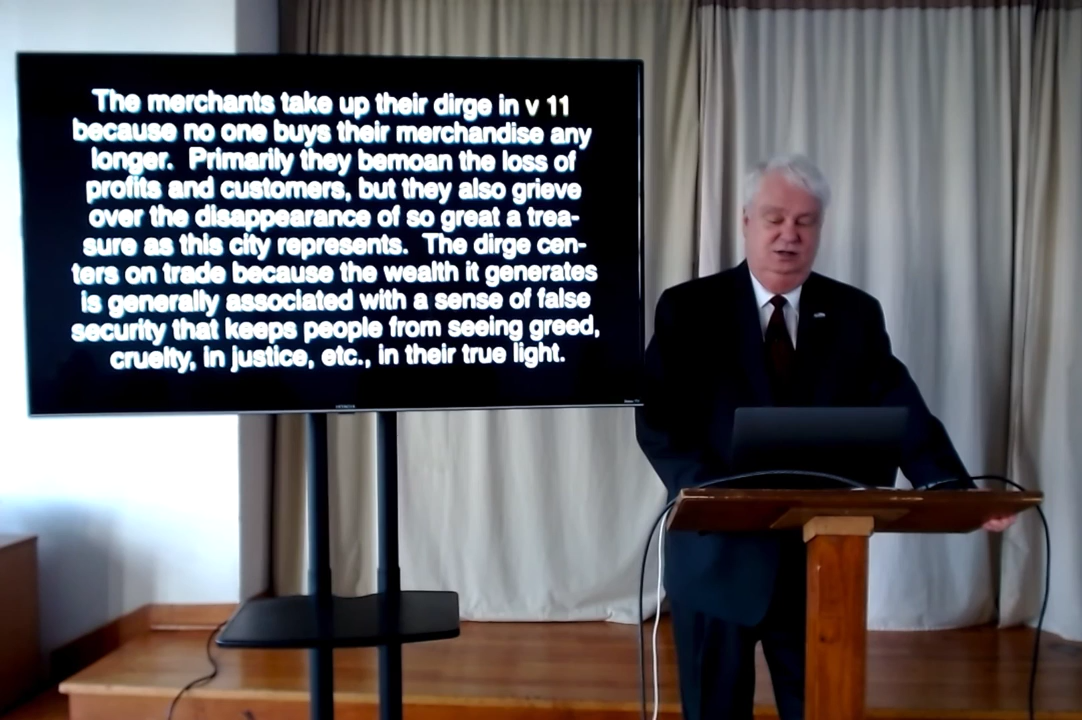 The merchants take up their dirge in v 11
because no one buys their merchandise any
longer.  Primarily they bemoan the loss of
profits and customers, but they also grieve
over the disappearance of so great a trea-
sure as this city represents.  The dirge cen-
ters on trade because the wealth it generates
is generally associated with a sense of false
security that keeps people from seeing greed,
cruelty, in justice, etc., in their true light.
HITACHI